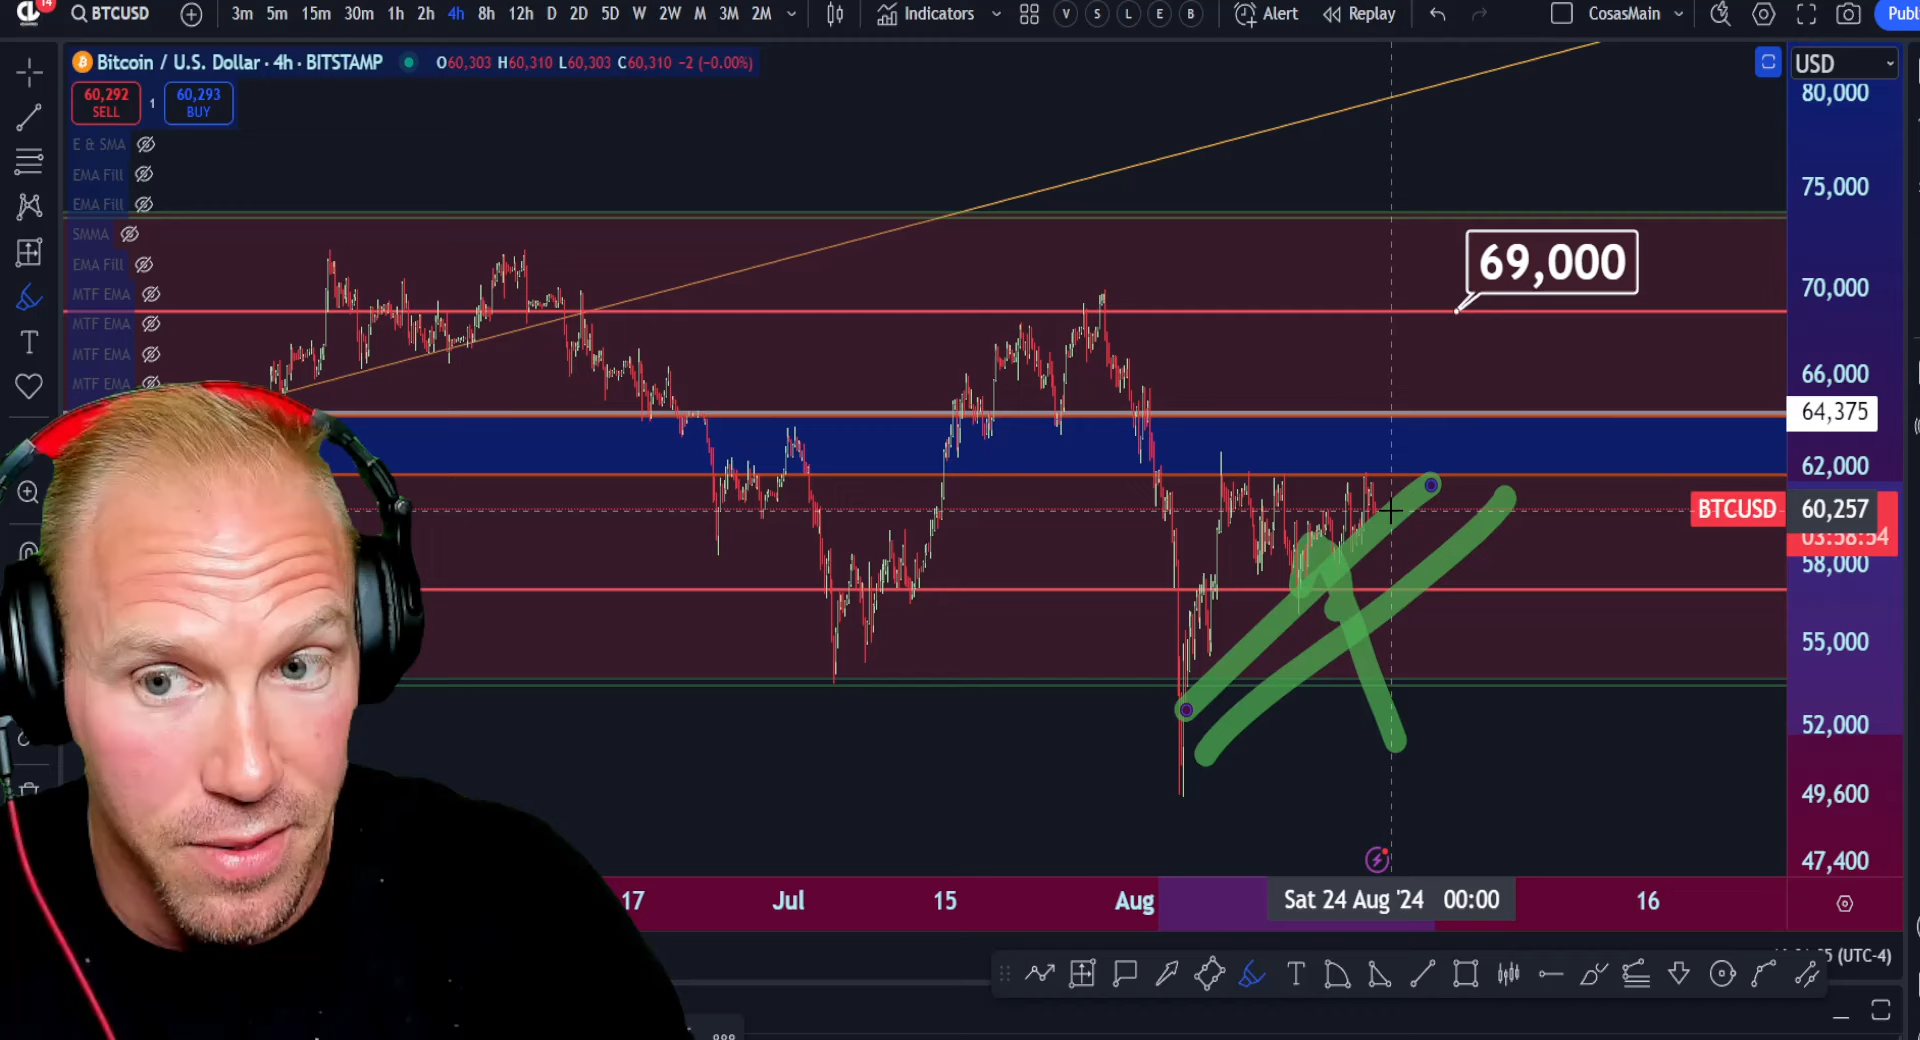 14
BTCUSD 3m 5m 15m 30m 1h 2h 4h 8h 12h D 2D 5D W 2W M 3M 2M Indicators V S L E B Alert Replay CosasMain Publ
Bitcoin / U.S. Dollar · 4h · BITSTAMP O60,303 H60,310 L60,303 C60,310 -2 (-0.00%)
60,292 SELL 1 60,293 BUY
E & SMA
EMA Fill
EMA Fill
SMMA
EMA Fill
MTF EMA
MTF EMA
MTF EMA
MTF EMA
69,000
USD
80,000
75,000
70,000
66,000
64,375
62,000
BTCUSD 60,257
03:58:54
58,000
55,000
52,000
49,600
47,400
17 Jul 15 Aug Sat 24 Aug '24 00:00 16
(UTC-4)